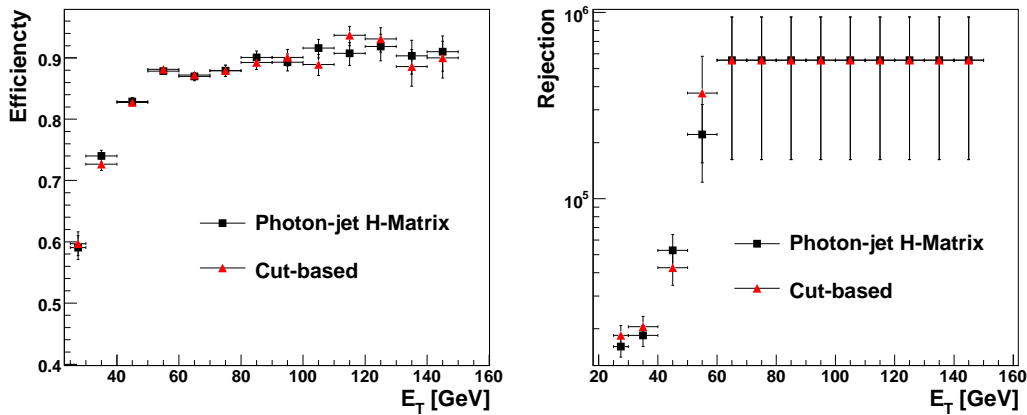 Efficiencty
0.9
0.8
0.7
0.6
0.5
0.4
Photon-jet H-Matrix
Cut-based
40 60 80 100 120 140 160
E_T [GeV]
Rejection
10^6
10^5
Photon-jet H-Matrix
Cut-based
20 40 60 80 100 120 140 160
E_T [GeV]